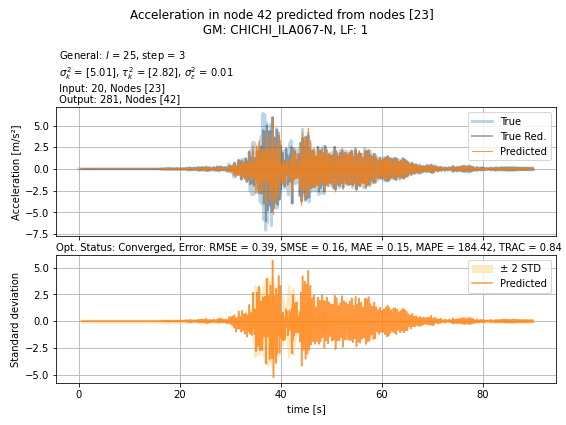 Acceleration in node 42 predicted from nodes [23]
GM: CHICHI_ILA067-N, LF: 1
General: l = 25, step = 3
σ²ₖ = [5.01], τ²ₖ = [2.82], σ²ε = 0.01
Input: 20, Nodes [23]
Output: 281, Nodes [42]
Acceleration [m/s²]
5.0
2.5
0.0
−2.5
−5.0
−7.5
True
True Red.
Predicted
Opt. Status: Converged, Error: RMSE = 0.39, SMSE = 0.16, MAE = 0.15, MAPE = 184.42, TRAC = 0.84
Standard deviation
5.0
2.5
0.0
−2.5
−5.0
± 2 STD
Predicted
0 20 40 60 80
time [s]